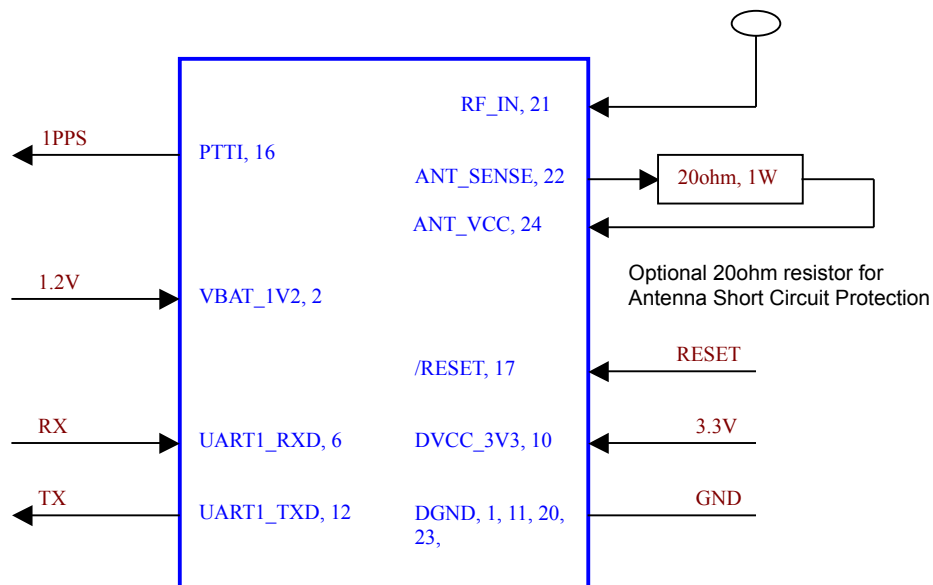 RF_IN, 21
1PPS
PTTI, 16
ANT_SENSE, 22
20ohm, 1W
ANT_VCC, 24
Optional 20ohm resistor for
Antenna Short Circuit Protection
1.2V
VBAT_1V2, 2
/RESET, 17
RESET
RX
UART1_RXD, 6
DVCC_3V3, 10
3.3V
TX
UART1_TXD, 12
DGND, 1, 11, 20,
23,
GND